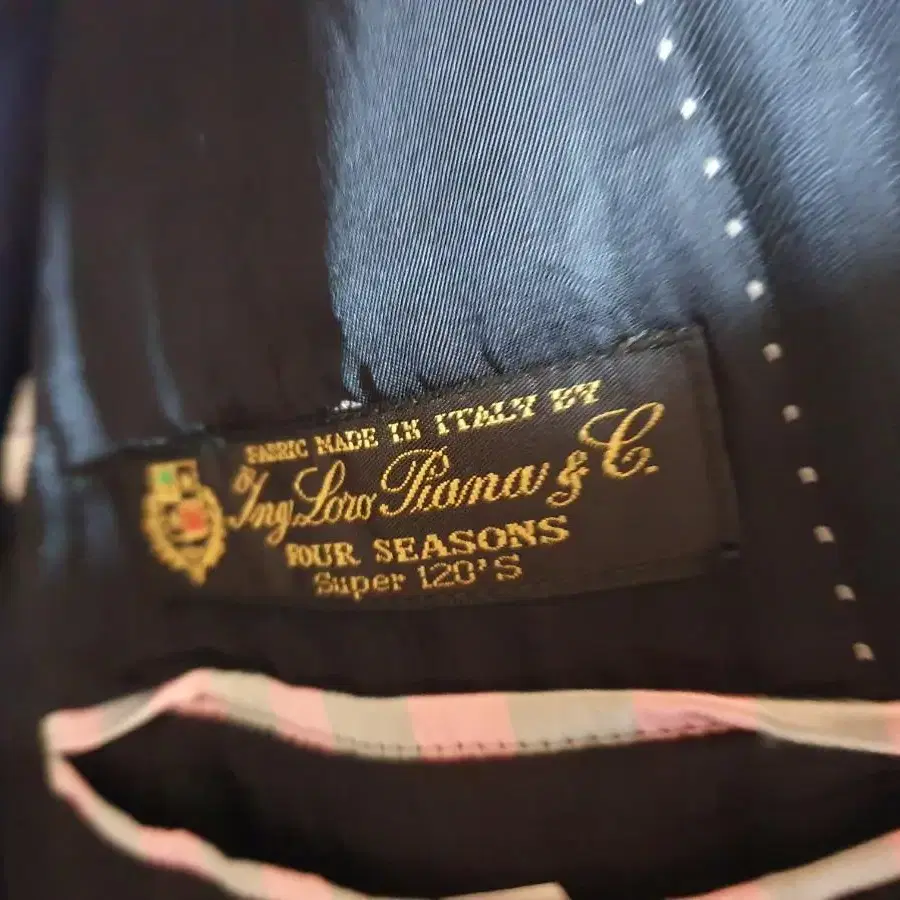 FABRIC MADE IN ITALY BY
Ing. Loro Piana & C.
FOUR SEASONS
Super 120'S